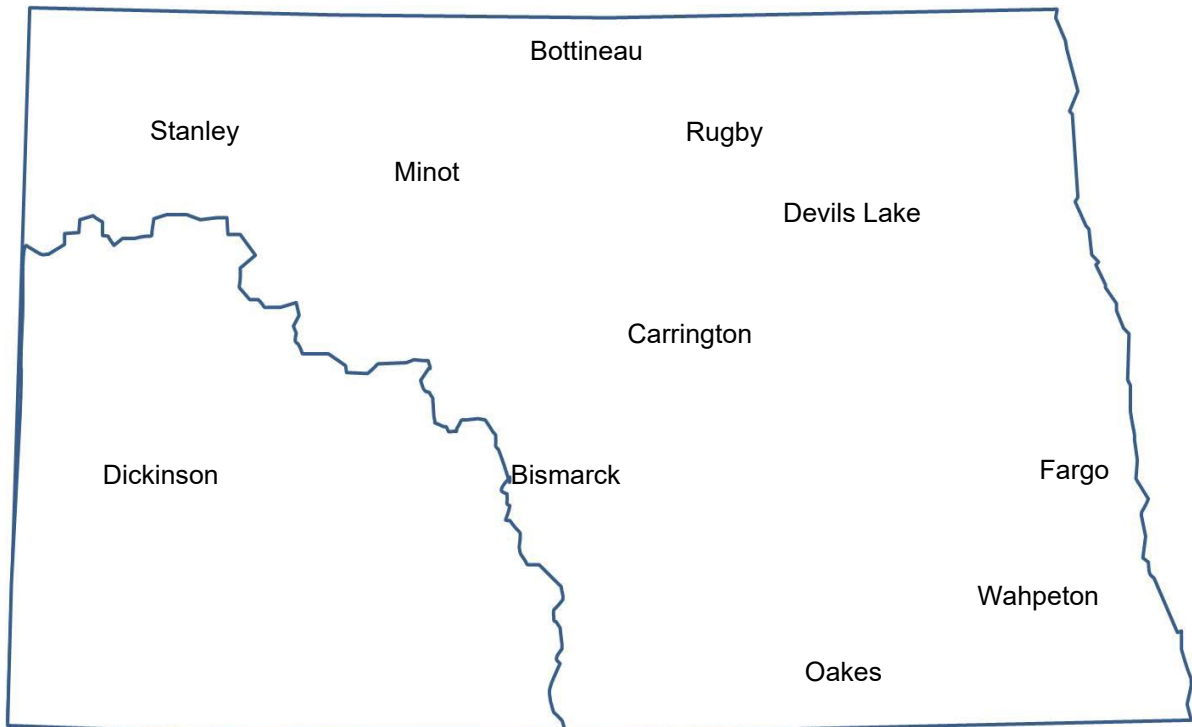 Bottineau
Stanley
Rugby
Minot
Devils Lake
Carrington
Dickinson
Bismarck
Fargo
Wahpeton
Oakes